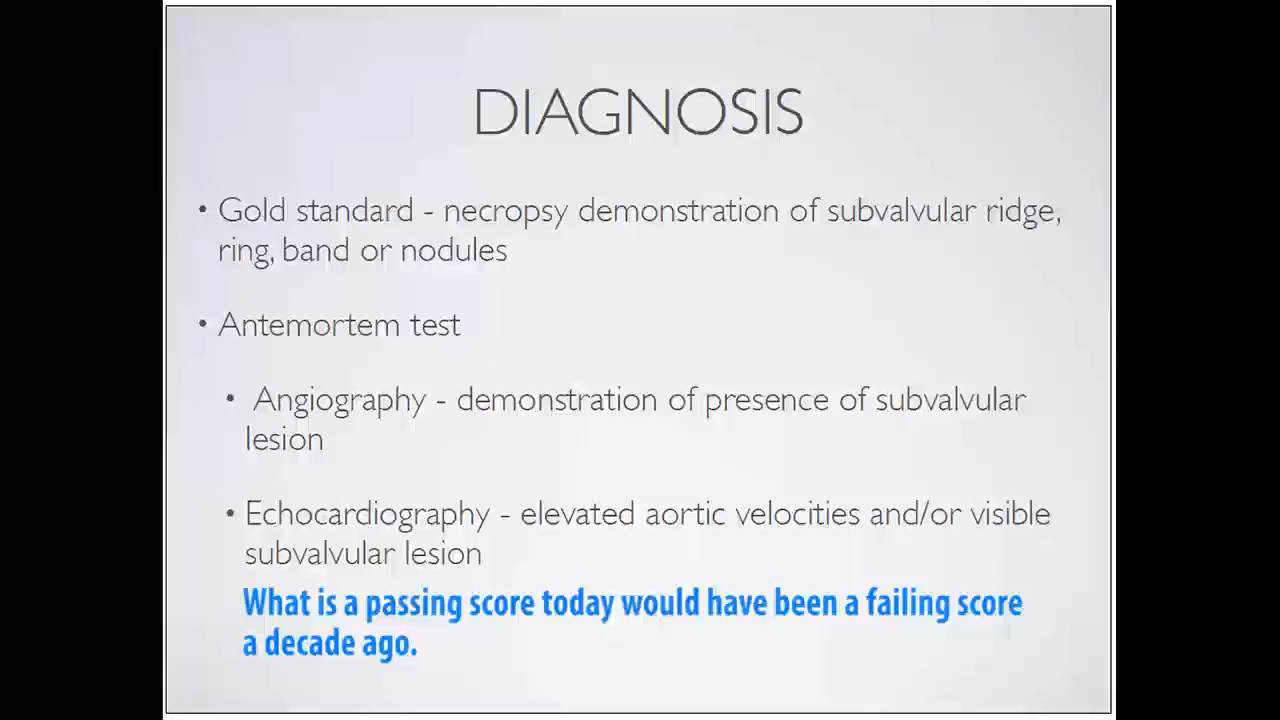 DIAGNOSIS
• Gold standard - necropsy demonstration of subvalvular ridge,
ring, band or nodules
• Antemortem test
• Angiography - demonstration of presence of subvalvular
lesion
• Echocardiography - elevated aortic velocities and/or visible
subvalvular lesion
What is a passing score today would have been a failing score
a decade ago.